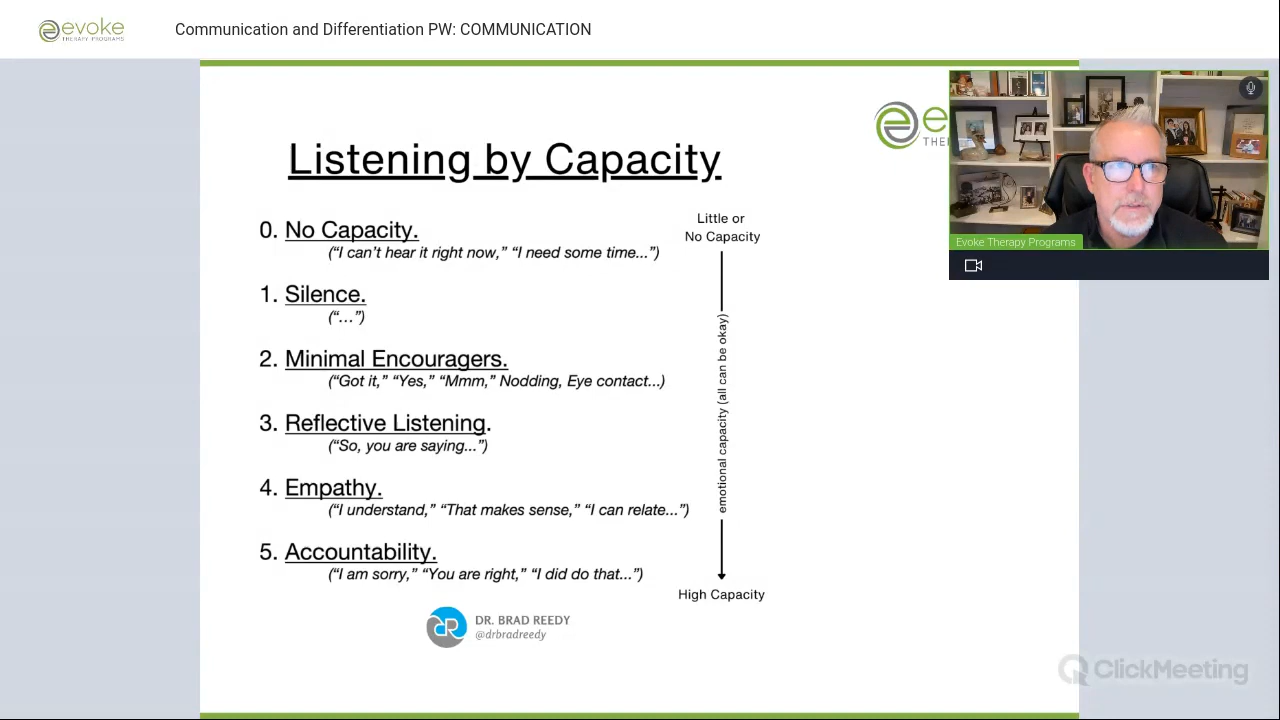 evoke
THERAPY PROGRAMS
Communication and Differentiation PW: COMMUNICATION
e
THER
Listening by Capacity
0. No Capacity.
(“I can’t hear it right now,” “I need some time...”)
1. Silence.
(“…”)
2. Minimal Encouragers.
(“Got it,” “Yes,” “Mmm,” Nodding, Eye contact...)
3. Reflective Listening.
(“So, you are saying...”)
4. Empathy.
(“I understand,” “That makes sense,” “I can relate...”)
5. Accountability.
(“I am sorry,” “You are right,” “I did do that...”)
Little or
No Capacity
emotional capacity (all can be okay)
High Capacity
DR. BRAD REEDY
@drbradreedy
Evoke Therapy Programs
ClickMeeting